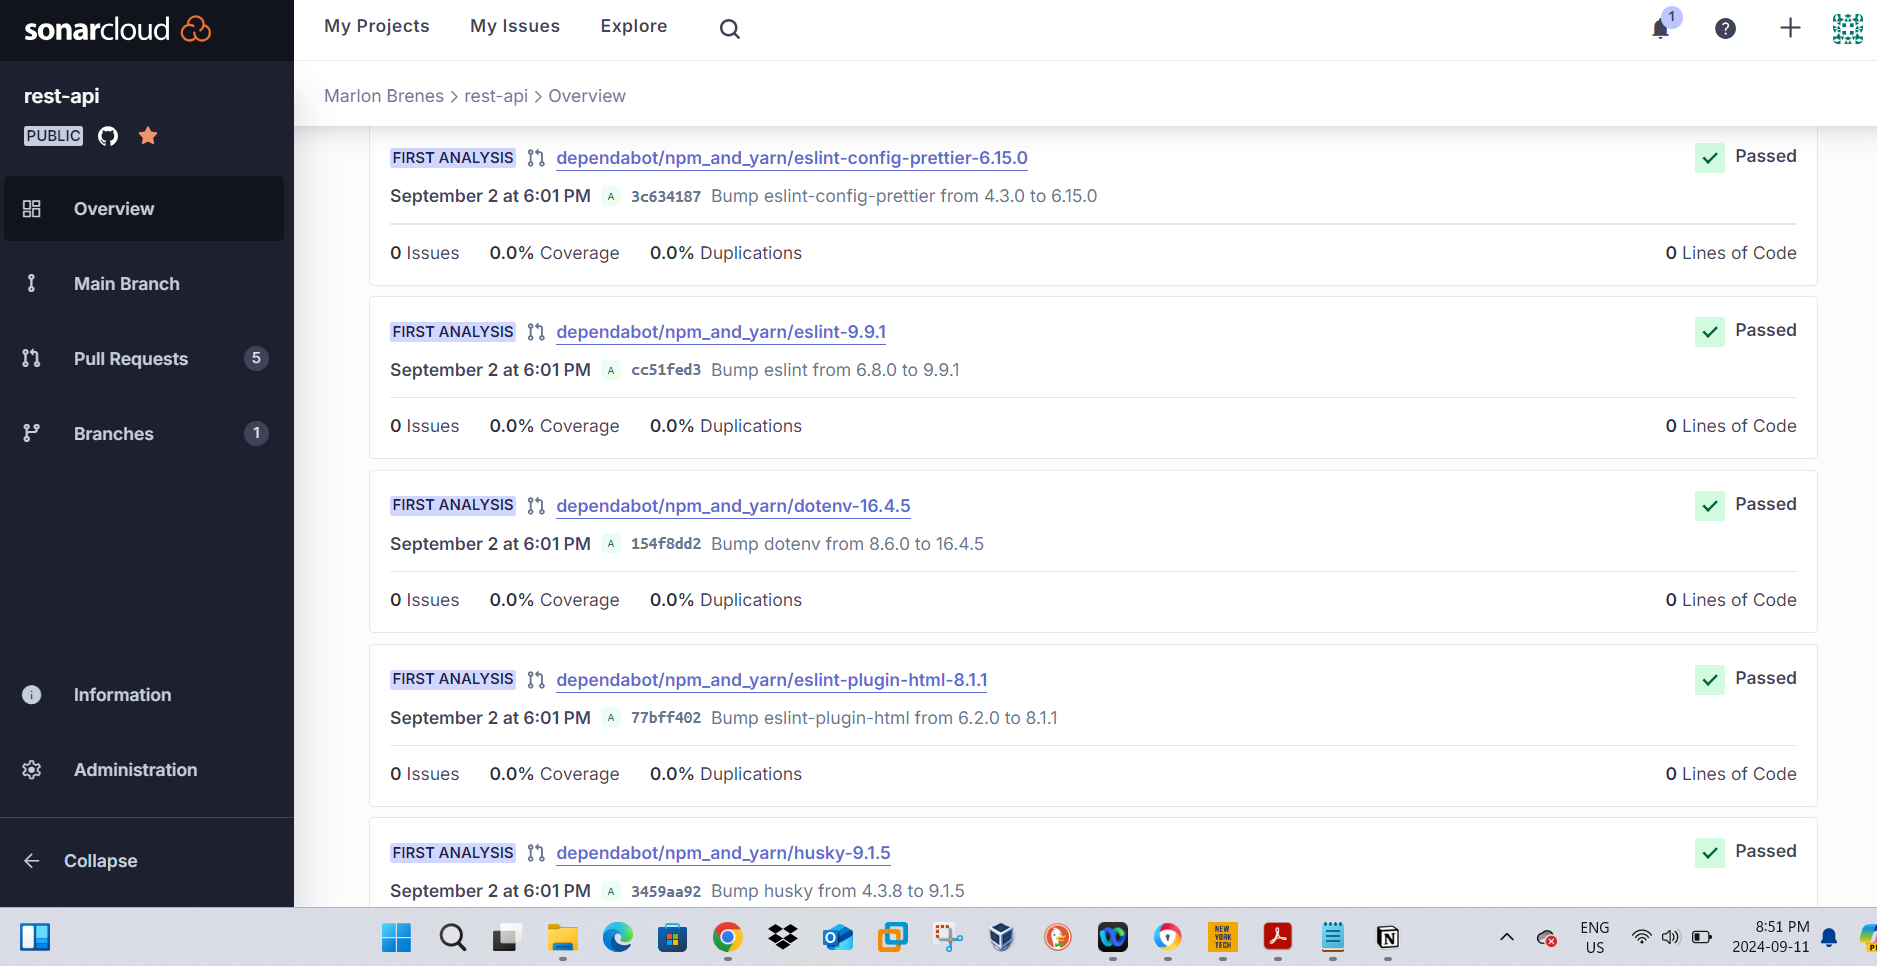 sonarcloud
My Projects
My Issues
Explore
1
rest-api
PUBLIC
Overview
Main Branch
Pull Requests 5
Branches 1
Information
Administration
Collapse
Marlon Brenes > rest-api > Overview
FIRST ANALYSIS dependabot/npm_and_yarn/eslint-config-prettier-6.15.0 Passed
September 2 at 6:01 PM A 3c634187 Bump eslint-config-prettier from 4.3.0 to 6.15.0
0 Issues 0.0% Coverage 0.0% Duplications 0 Lines of Code
FIRST ANALYSIS dependabot/npm_and_yarn/eslint-9.9.1 Passed
September 2 at 6:01 PM A cc51fed3 Bump eslint from 6.8.0 to 9.9.1
0 Issues 0.0% Coverage 0.0% Duplications 0 Lines of Code
FIRST ANALYSIS dependabot/npm_and_yarn/dotenv-16.4.5 Passed
September 2 at 6:01 PM A 154f8dd2 Bump dotenv from 8.6.0 to 16.4.5
0 Issues 0.0% Coverage 0.0% Duplications 0 Lines of Code
FIRST ANALYSIS dependabot/npm_and_yarn/eslint-plugin-html-8.1.1 Passed
September 2 at 6:01 PM A 77bff402 Bump eslint-plugin-html from 6.2.0 to 8.1.1
0 Issues 0.0% Coverage 0.0% Duplications 0 Lines of Code
FIRST ANALYSIS dependabot/npm_and_yarn/husky-9.1.5 Passed
September 2 at 6:01 PM A 3459aa92 Bump husky from 4.3.8 to 9.1.5
NEW
YORK
TECH
ENG
US
8:51 PM
2024-09-11